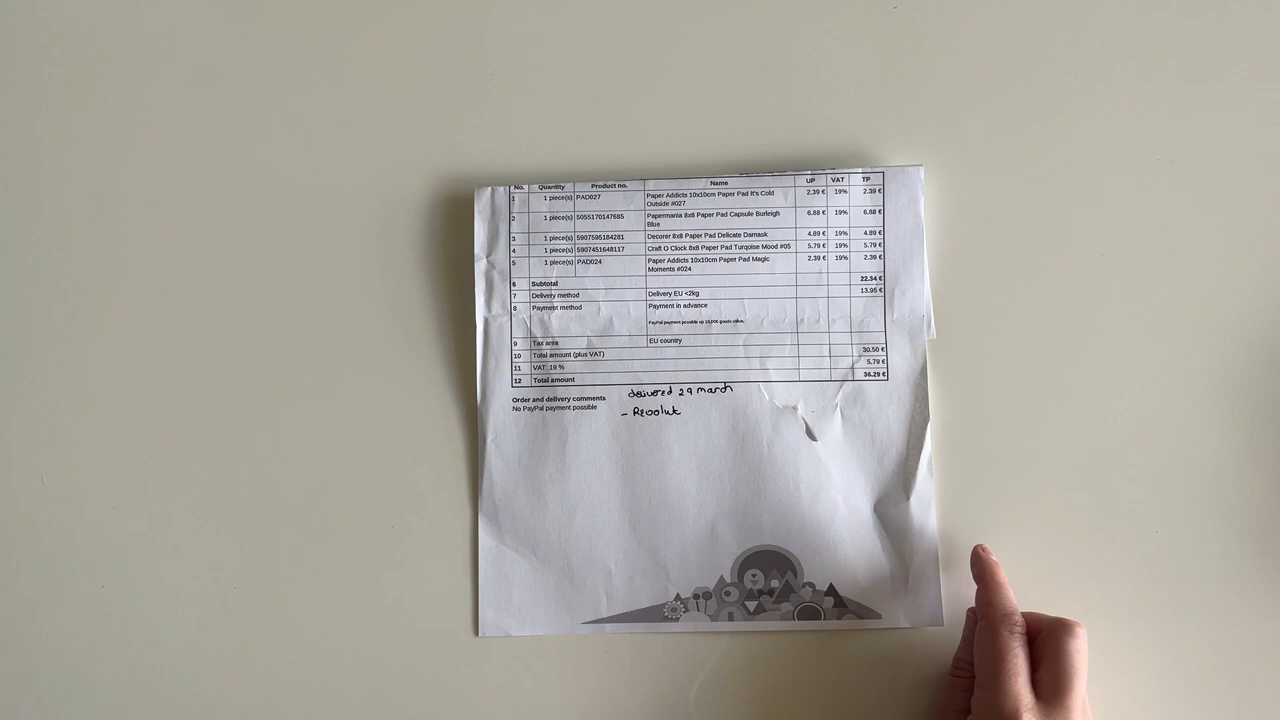 No. Quantity Product no. Name UP VAT TP
1 1 piece(s) PAD027 Paper Addicts 10x10cm Paper Pad It's Cold 2.39 € 19% 2.39 €
Outside #027
2 1 piece(s) 5055170147685 Papermania 8x8 Paper Pad Capsule Burleigh 6.88 € 19% 6.88 €
Blue
3 1 piece(s) 5907595184281 Decorer 8x8 Paper Pad Delicate Damask 4.89 € 19% 4.89 €
4 1 piece(s) 5907451648117 Craft O Clock 8x8 Paper Pad Turqoise Mood #05 5.79 € 19% 5.79 €
5 1 piece(s) PAD024 Paper Addicts 10x10cm Paper Pad Magic 2.39 € 19% 2.39 €
Moments #024
6 Subtotal 22.34 €
7 Delivery method Delivery EU <2kg 13.95 €
8 Payment method Payment in advance
PayPal payment possible up 10,00€ goods value.
9 Tax area EU country
10 Total amount (plus VAT) 30.50 €
11 VAT: 19 % 5.79 €
12 Total amount 36.29 €
Order and delivery comments
No PayPal payment possible
delivered 29 march
- Revolut